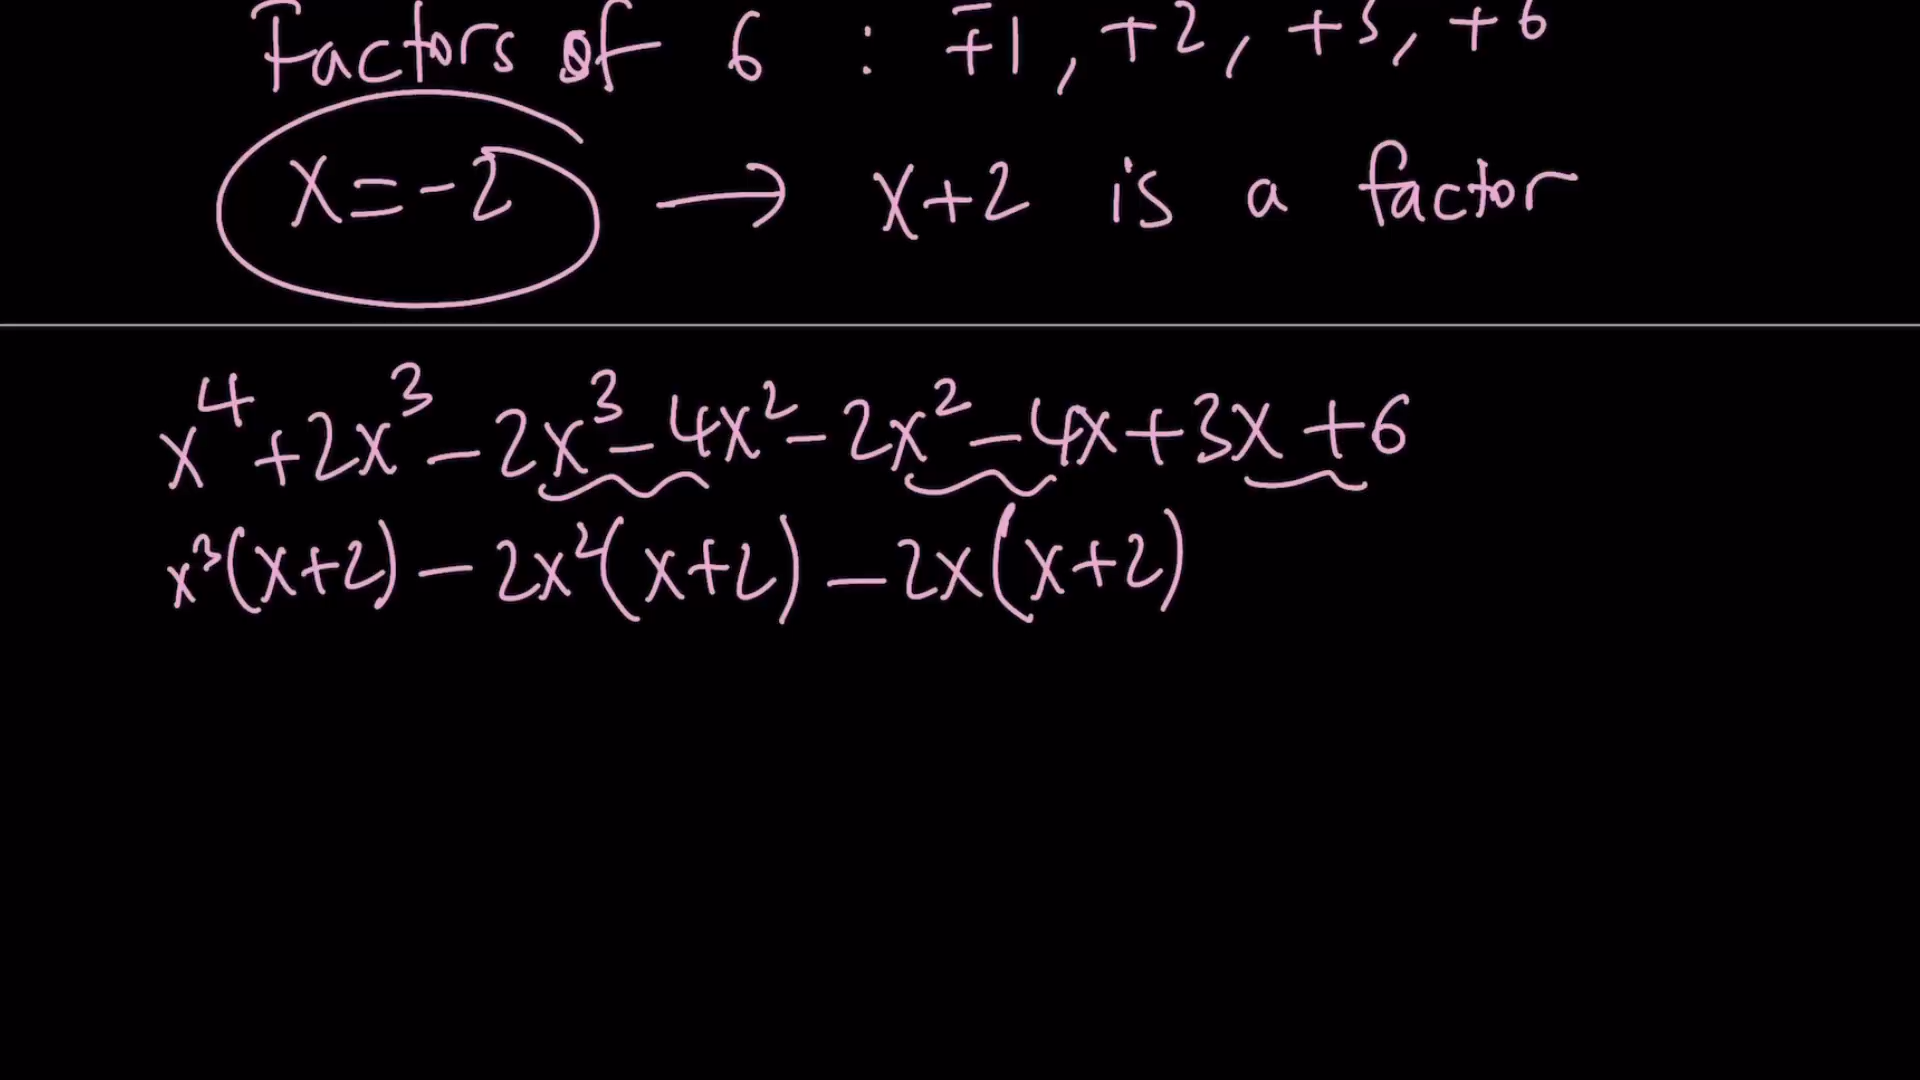 Factors of 6 : ∓1, +2, +3, +6
x=-2 → x+2 is a factor
x⁴+2x³-2x³-4x²-2x²-4x+3x+6
x³(x+2)-2x²(x+2)-2x(x+2)